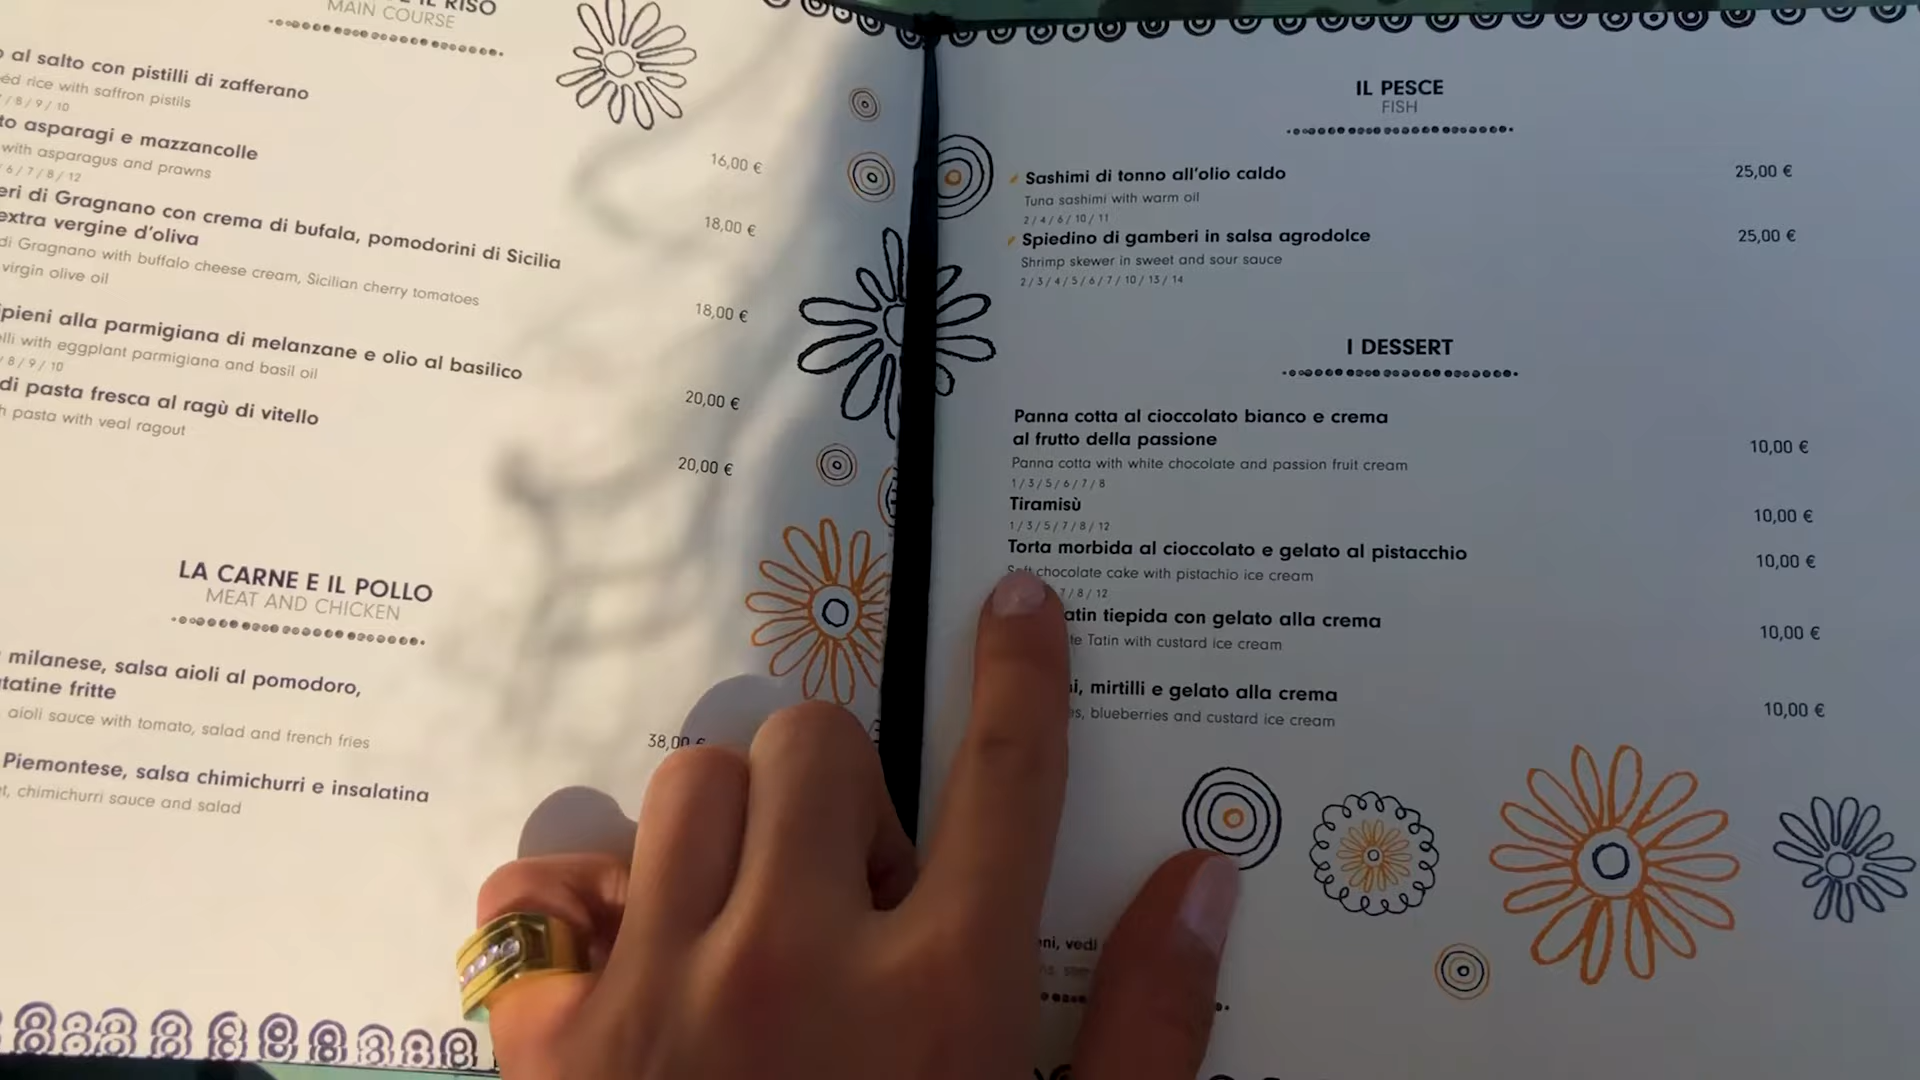 IL RISO
MAIN COURSE
al salto con pistilli di zafferano
rice with saffron pistils
/ 8 / 9 / 10
16,00 €
asparagi e mazzancolle
with asparagus and prawns
6 / 7 / 8 / 12
18,00 €
di Gragnano con crema di bufala, pomodorini di Sicilia
extra vergine d'oliva
di Gragnano with buffalo cheese cream, Sicilian cherry tomatoes
virgin olive oil
18,00 €
alla parmigiana di melanzane e olio al basilico
with eggplant parmigiana and basil oil
/ 8 / 9 / 10
20,00 €
di pasta fresca al ragù di vitello
pasta with veal ragout
20,00 €
LA CARNE E IL POLLO
MEAT AND CHICKEN
milanese, salsa aioli al pomodoro,
fritte
aioli sauce with tomato, salad and french fries
38,00 €
Piemontese, salsa chimichurri e insalatina
chimichurri sauce and salad
IL PESCE
FISH
Sashimi di tonno all'olio caldo
25,00 €
Tuna sashimi with warm oil
2 / 4 / 6 / 10 / 11
Spiedino di gamberi in salsa agrodolce
25,00 €
Shrimp skewer in sweet and sour sauce
2 / 3 / 4 / 5 / 6 / 7 / 10 / 13 / 14
I DESSERT
Panna cotta al cioccolato bianco e crema
al frutto della passione
10,00 €
Panna cotta with white chocolate and passion fruit cream
1 / 3 / 5 / 6 / 7 / 8
Tiramisù
10,00 €
1 / 3 / 5 / 7 / 8 / 12
Torta morbida al cioccolato e gelato al pistacchio
10,00 €
Soft chocolate cake with pistachio ice cream
7 / 8 / 12
tiepida con gelato alla crema
10,00 €
Tatin with custard ice cream
mirtilli e gelato alla crema
10,00 €
blueberries and custard ice cream
vedi